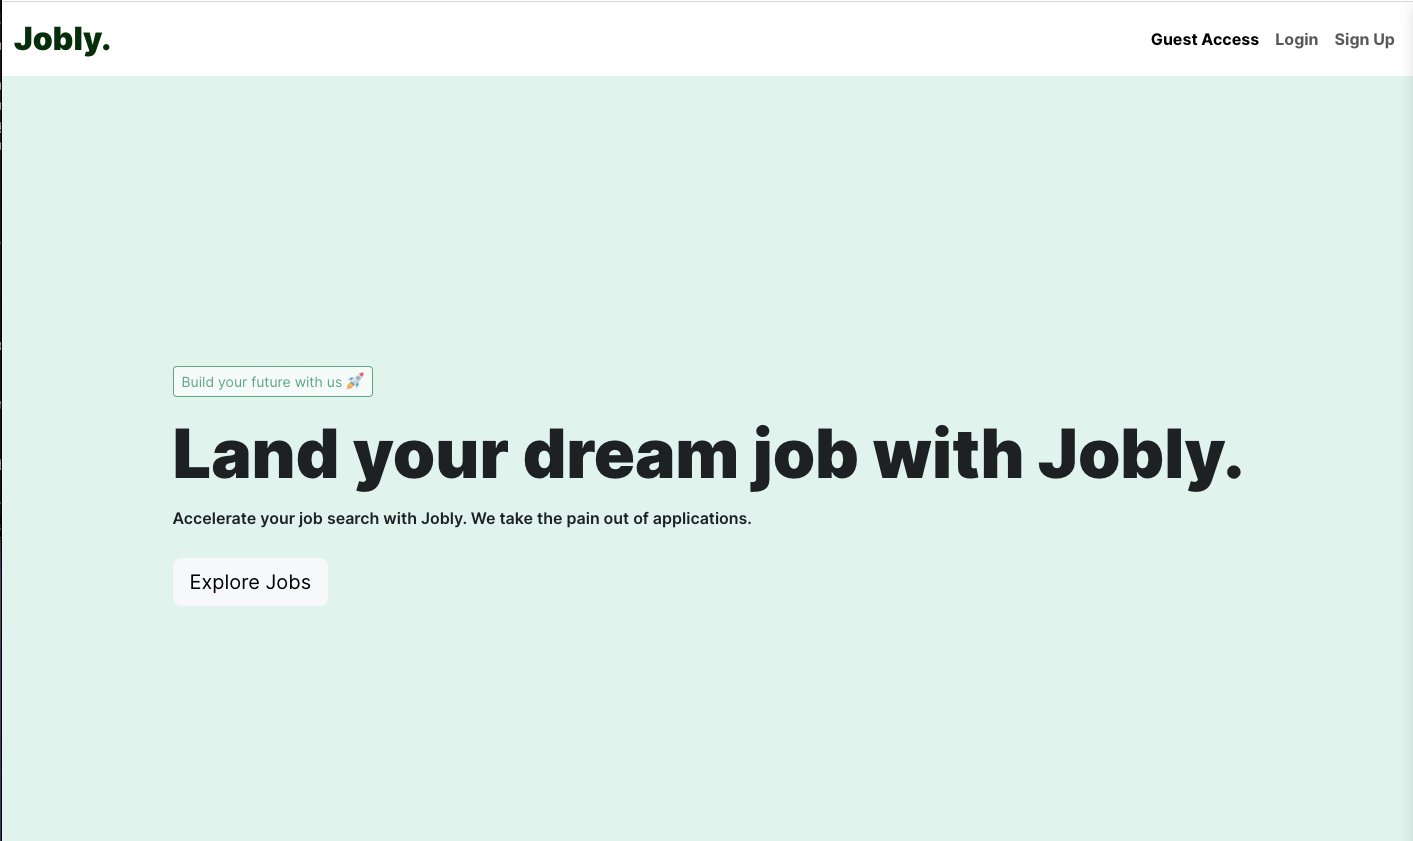 Jobly.
Guest Access Login Sign Up
Build your future with us 🚀
Land your dream job with Jobly.
Accelerate your job search with Jobly. We take the pain out of applications.
Explore Jobs